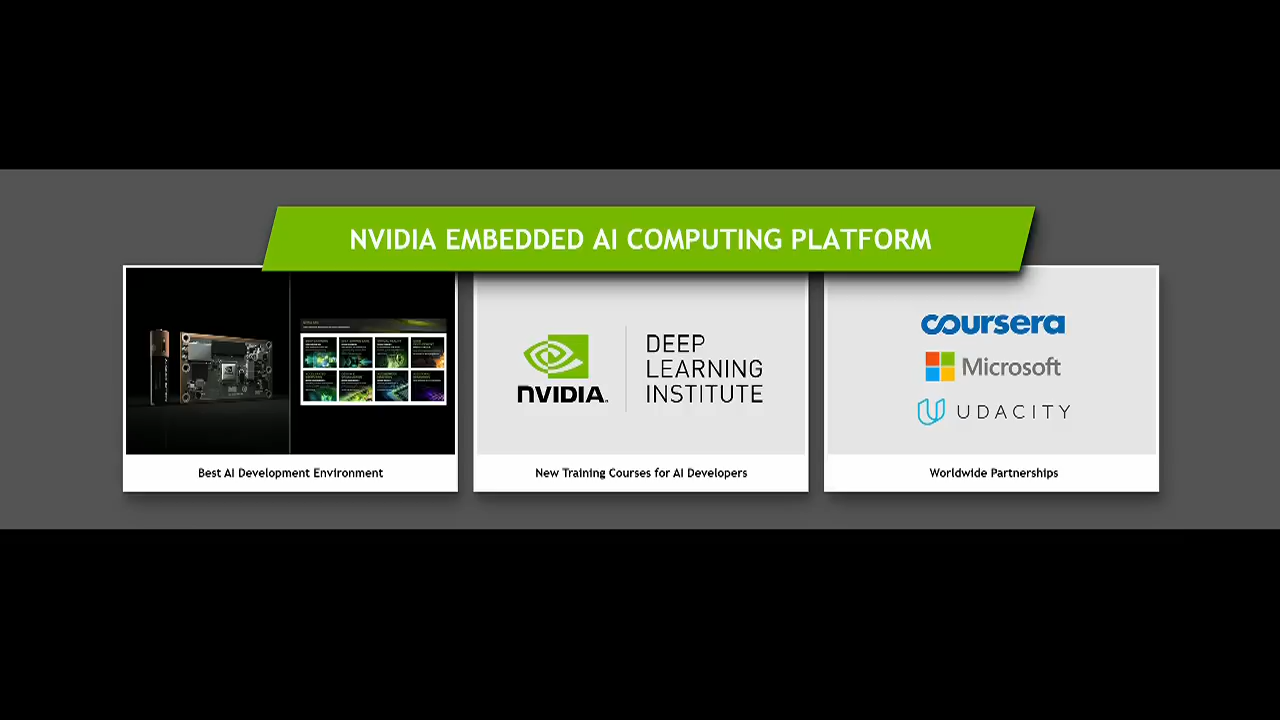 NVIDIA EMBEDDED AI COMPUTING PLATFORM
NVIDIA.
DEEP
LEARNING
INSTITUTE
coursera
Microsoft
UDACITY
Best AI Development Environment
New Training Courses for AI Developers
Worldwide Partnerships